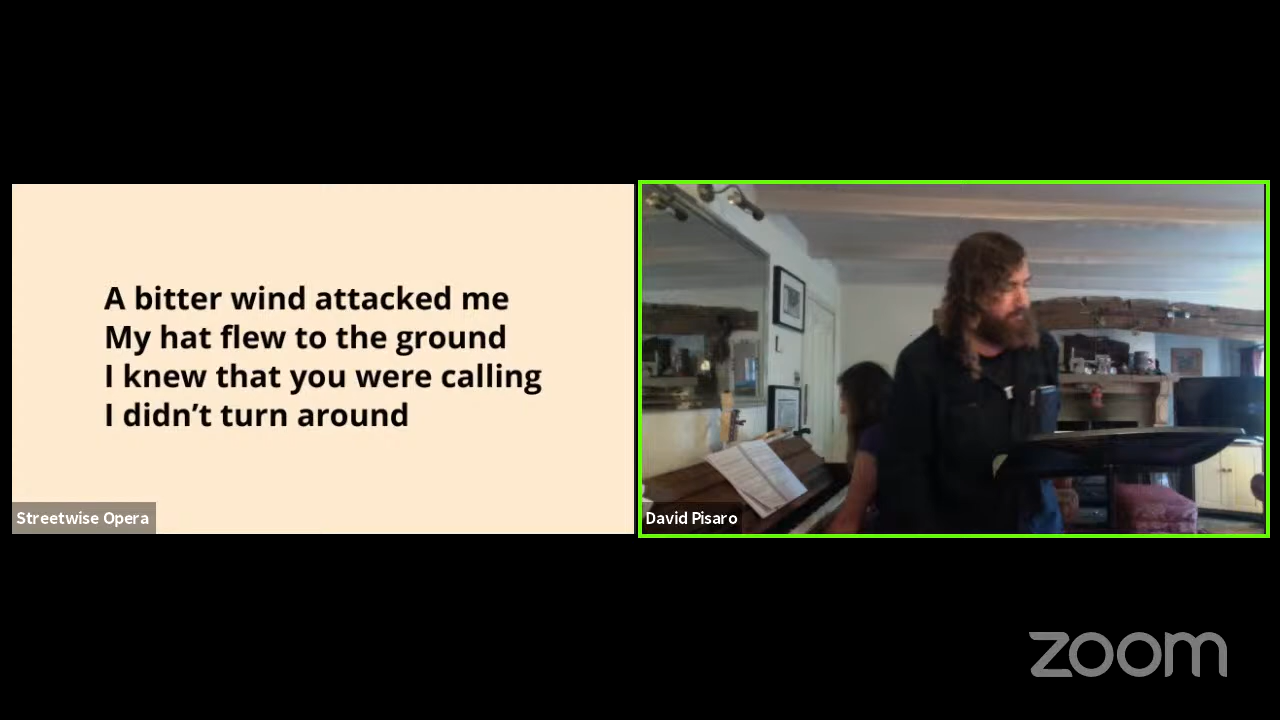 A bitter wind attacked me
My hat flew to the ground
I knew that you were calling
I didn’t turn around
Streetwise Opera
David Pisaro
zoom